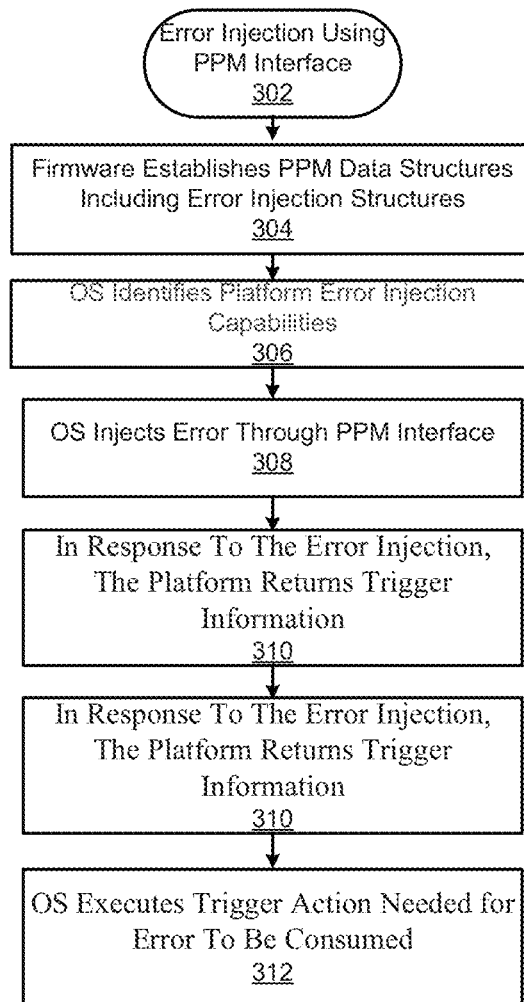 Error Injection Using
PPM Interface
302
Firmware Establishes PPM Data Structures
Including Error Injection Structures
304
OS Identifies Platform Error Injection
Capabilities
306
OS Injects Error Through PPM Interface
308
In Response To The Error Injection,
The Platform Returns Trigger
Information
310
In Response To The Error Injection,
The Platform Returns Trigger
Information
310
OS Executes Trigger Action Needed for
Error To Be Consumed
312